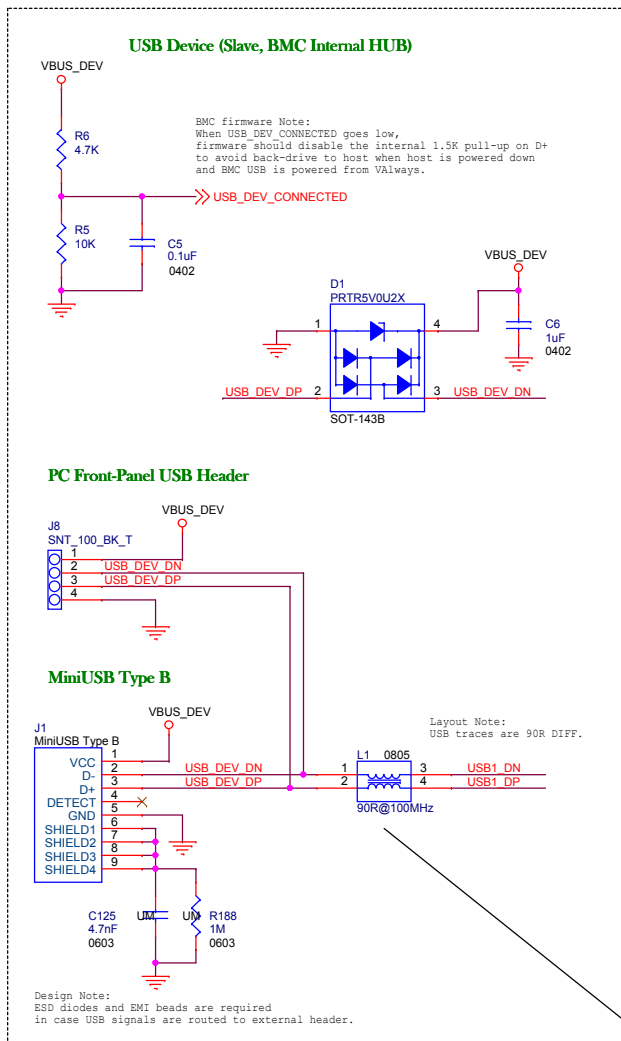 USB Device (Slave, BMC Internal HUB)
VBUS_DEV
R6
4.7K
BMC firmware Note:
When USB_DEV_CONNECTED goes low,
firmware should disable the internal 1.5K pull-up on D+
to avoid back-drive to host when host is powered down
and BMC USB is powered from VAlways.
USB_DEV_CONNECTED
R5
10K
C5
0.1uF
0402
VBUS_DEV
D1
PRTR5V0U2X
1
4
C6
1uF
0402
USB_DEV_DP
2
3
USB_DEV_DN
SOT-143B
PC Front-Panel USB Header
VBUS_DEV
J8
SNT_100_BK_T
1
2
USB_DEV_DN
3
USB_DEV_DP
4
MiniUSB Type B
VBUS_DEV
J1
MiniUSB Type B
Layout Note:
USB traces are 90R DIFF.
VCC
1
D-
2
USB_DEV_DN
D+
3
USB_DEV_DP
DETECT
4
GND
5
SHIELD1
6
SHIELD2
7
SHIELD3
8
SHIELD4
9
L1
0805
1
3
USB1_DN
2
4
USB1_DP
90R@100MHz
C125
UM
4.7nF
0603
UM
R188
1M
0603
Design Note:
ESD diodes and EMI beads are required
in case USB signals are routed to external header.